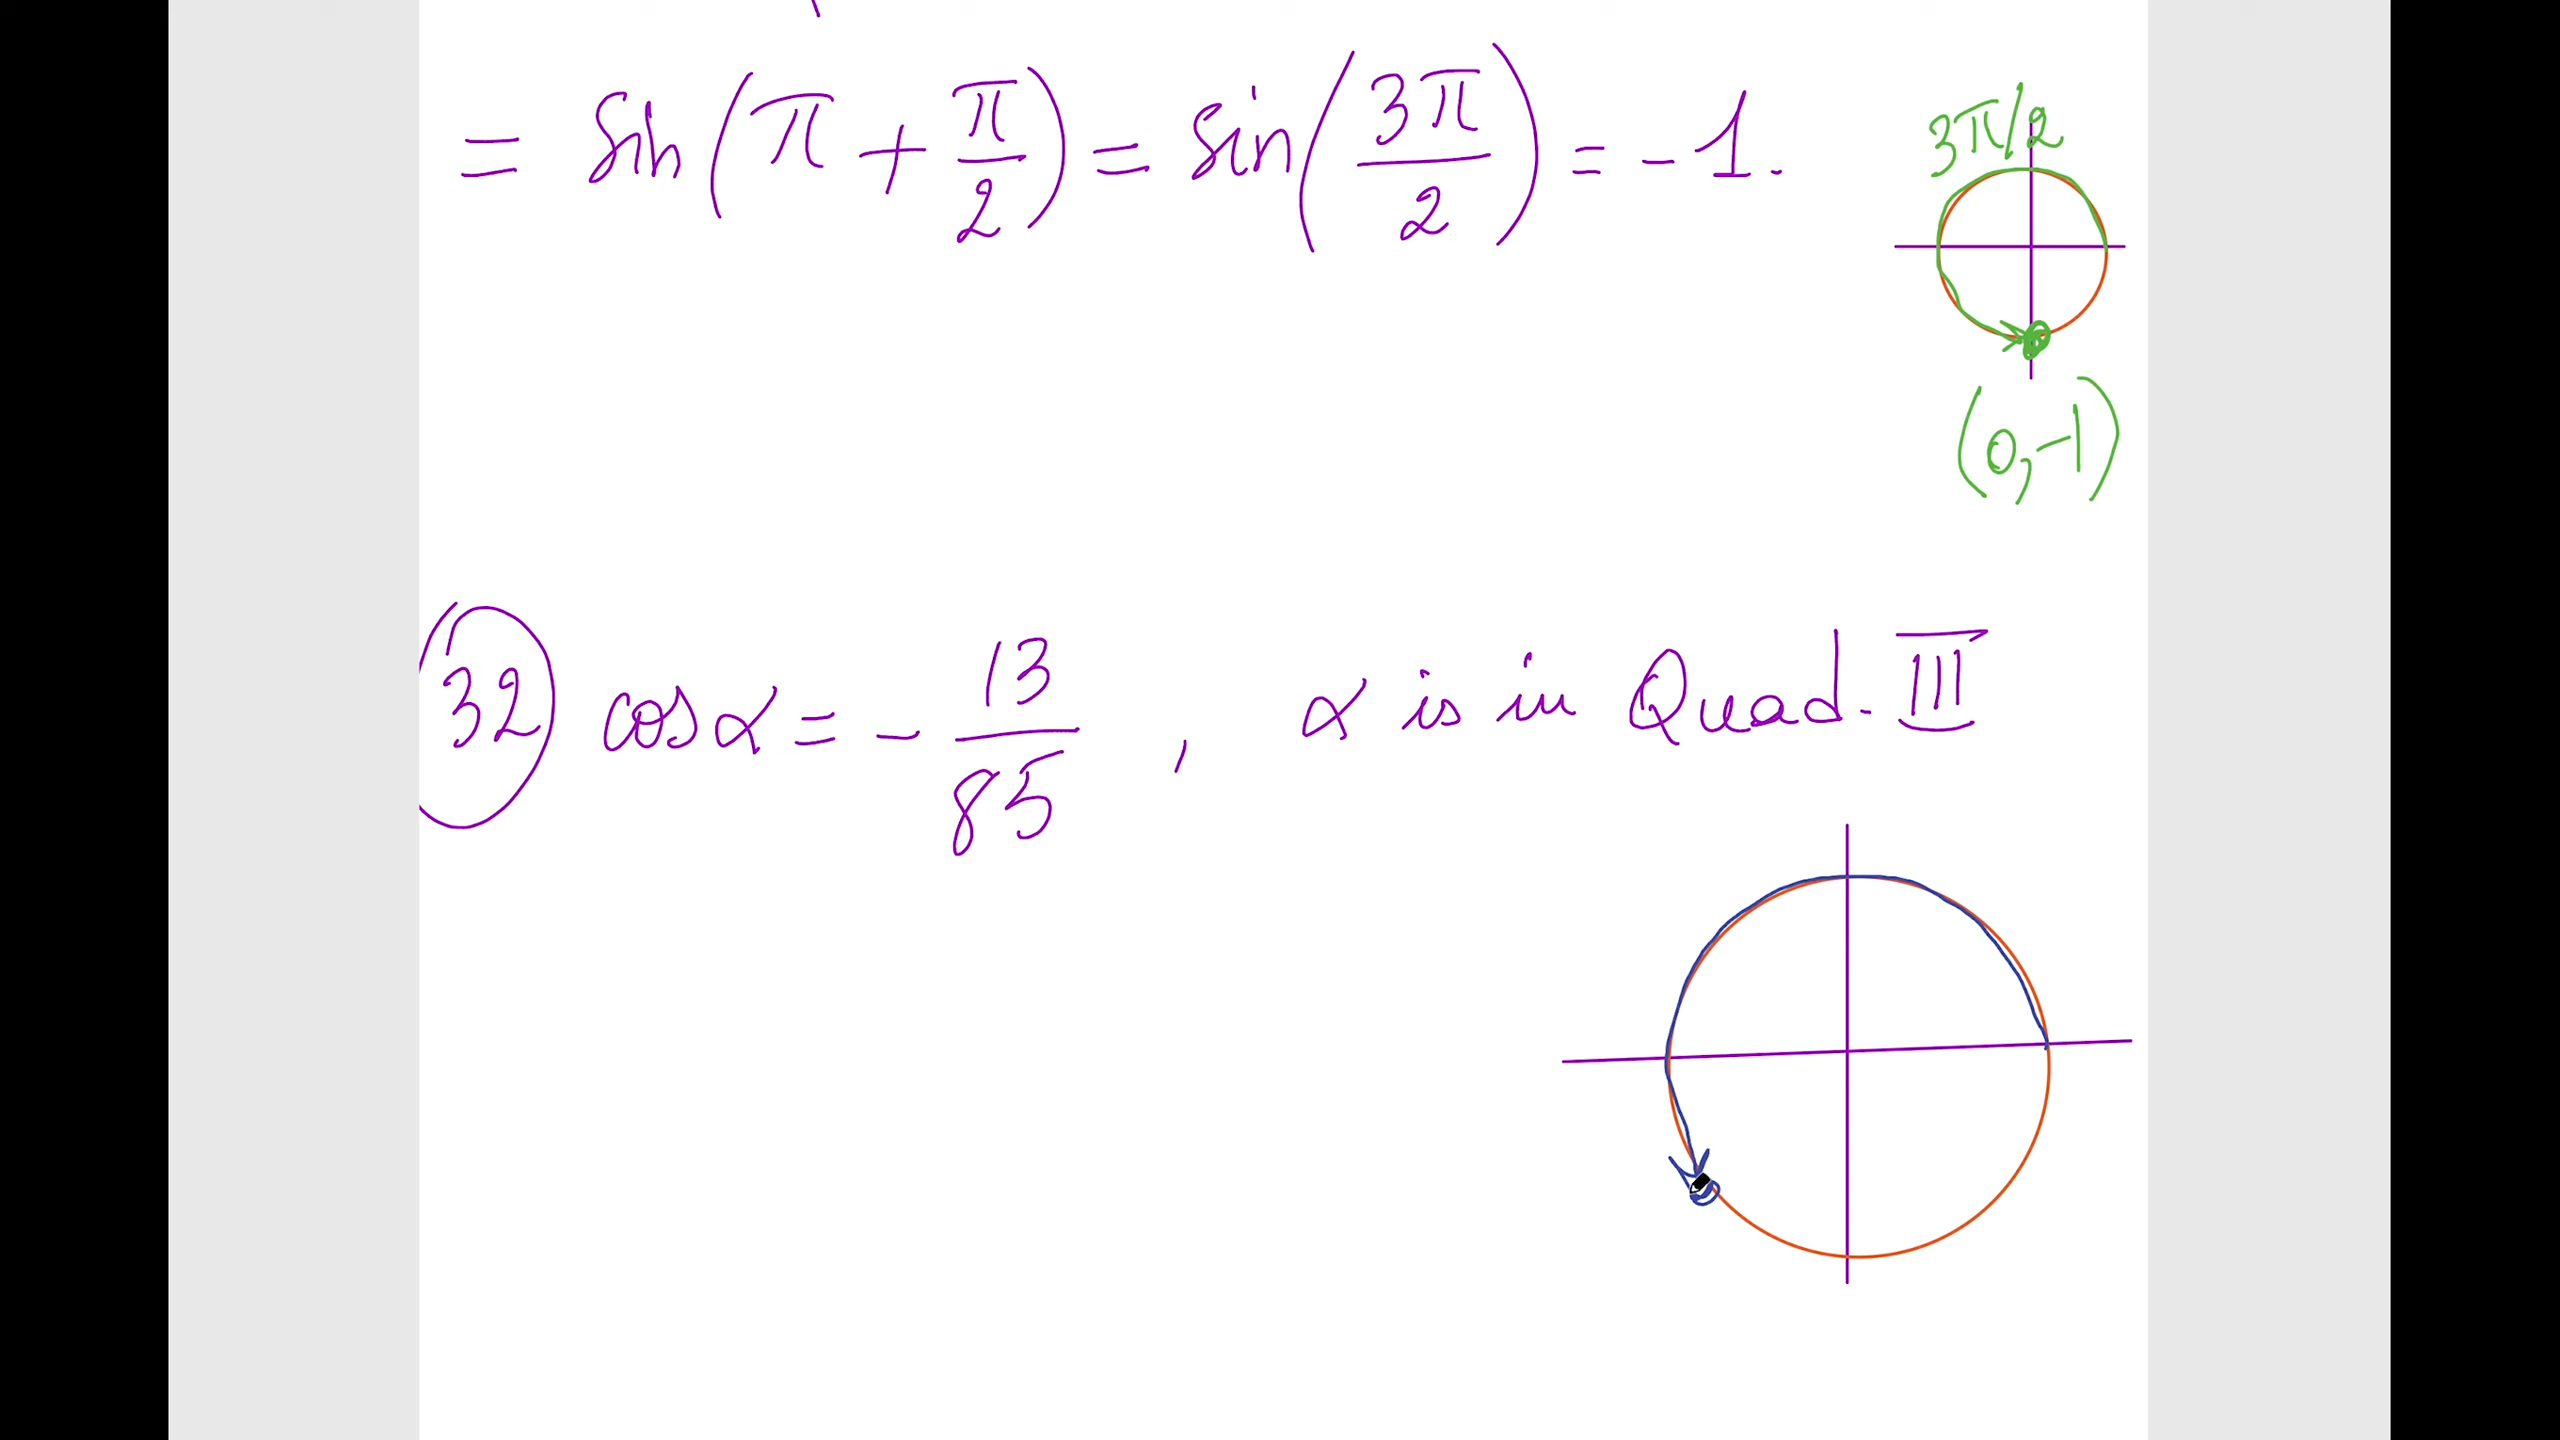 = sin(π + π/2) = sin(3π/2) = -1.
3π/2
(0,-1)
32 cos α = - 13/85 , α is in Quad. III